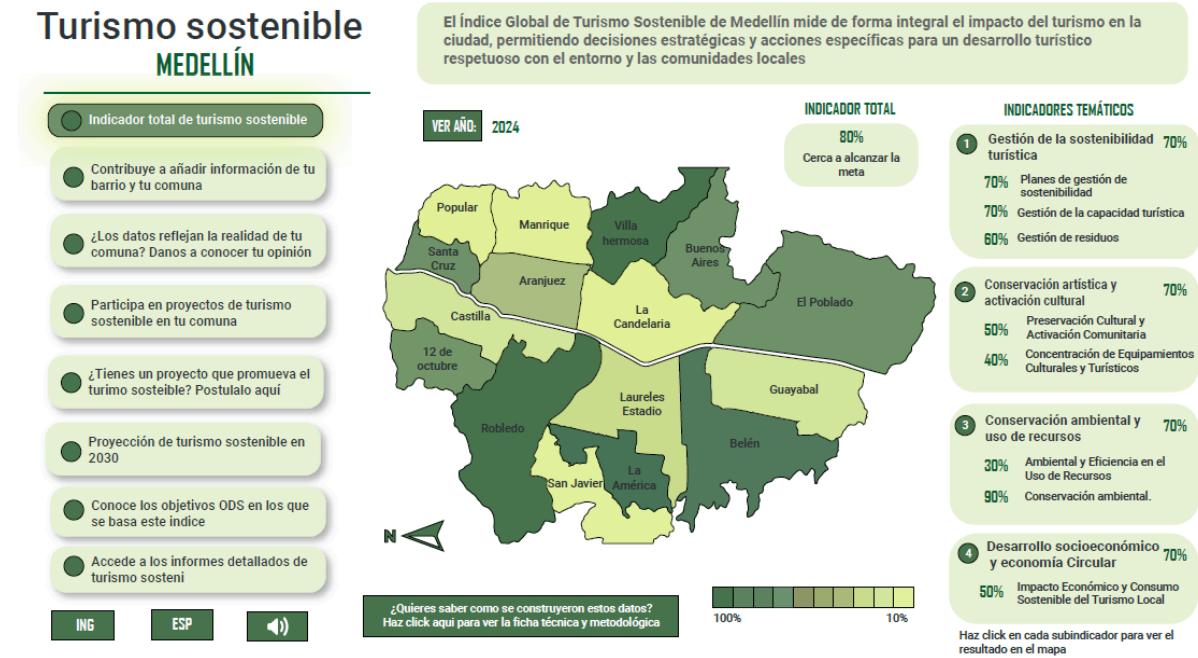 Turismo sostenible
MEDELLÍN
El Índice Global de Turismo Sostenible de Medellín mide de forma integral el impacto del turismo en la
ciudad, permitiendo decisiones estratégicas y acciones específicas para un desarrollo turístico
respetuoso con el entorno y las comunidades locales
Indicador total de turismo sostenible
Contribuye a añadir información de tu
barrio y tu comuna
¿Los datos reflejan la realidad de tu
comuna? Danos a conocer tu opinión
Participa en proyectos de turismo
sostenible en tu comuna
¿Tienes un proyecto que promueva el
turimo sosteible? Postulalo aquí
Proyección de turismo sostenible en
2030
Conoce los objetivos ODS en los que
se basa este indice
Accede a los informes detallados de
turismo sosteni
ING
ESP
VER AÑO:
2024
INDICADOR TOTAL
80%
Cerca a alcanzar la
meta
Popular
Manrique
Villa
hermosa
Buenos
Aires
Santa
Cruz
Aranjuez
El Poblado
La
Candelaria
Castilla
12 de
octubre
Guayabal
Laureles
Estadio
Robledo
Belén
La
América
San Javier
N
¿Quieres saber como se construyeron estos datos?
Haz click aqui para ver la ficha técnica y metodológica
100%
10%
INDICADORES TEMÁTICOS
1 Gestión de la sostenibilidad 70%
turística
70% Planes de gestión de
sostenibilidad
70% Gestión de la capacidad turística
60% Gestión de residuos
2 Conservación artística y 70%
activación cultural
50% Preservación Cultural y
Activación Comunitaria
40% Concentración de Equipamientos
Culturales y Turísticos
3 Conservación ambiental y 70%
uso de recursos
30% Ambiental y Eficiencia en el
Uso de Recursos
90% Conservación ambiental.
4 Desarrollo socioeconómico 70%
y economía Circular
50% Impacto Económico y Consumo
Sostenible del Turismo Local
Haz click en cada subindicador para ver el
resultado en el mapa